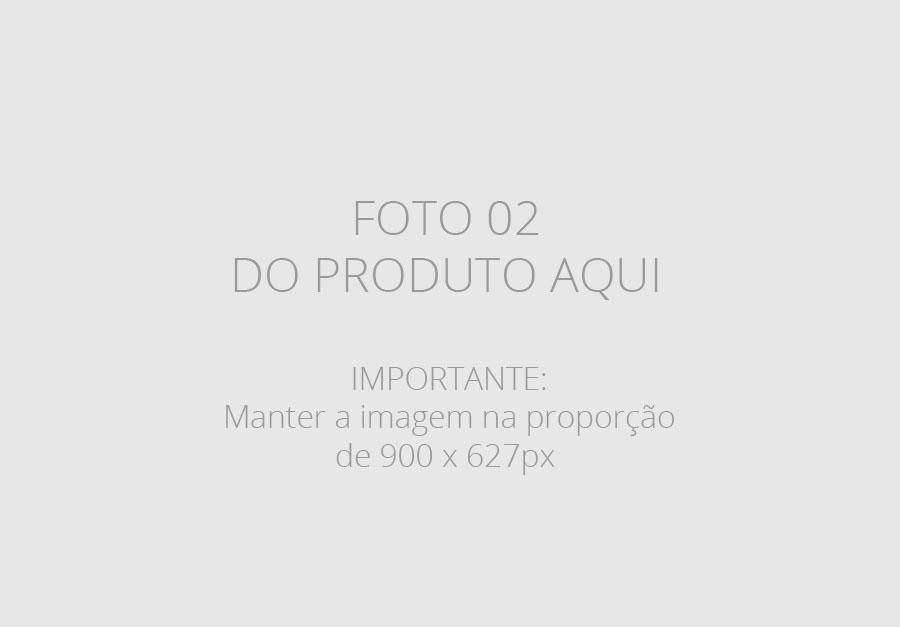 FOTO 02
DO PRODUTO AQUI
IMPORTANTE:
Manter a imagem na proporção
de 900 x 627px